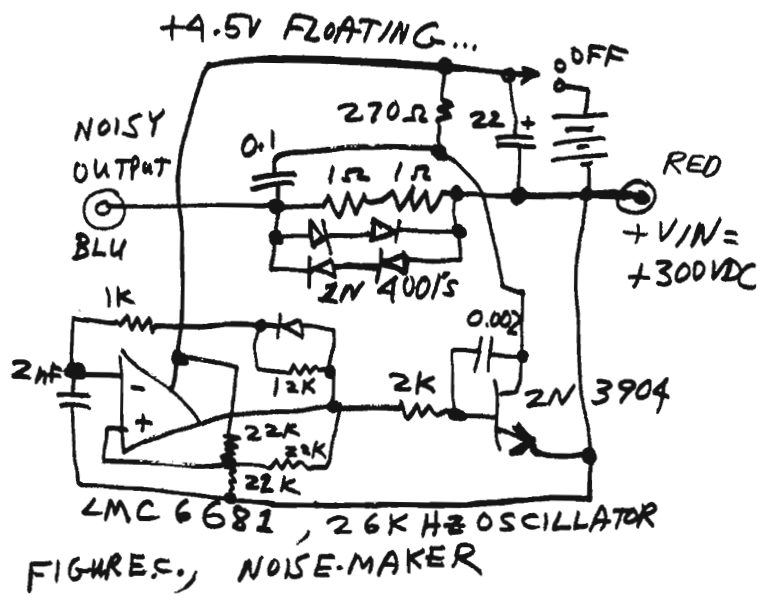 +4.5V FLOATING...
OFF
270Ω
22
+
NOISY
OUTPUT
0.1
1Ω 1Ω
RED
BLU
+VIN=
+300VDC
1N 4001'S
1K
0.002
2nF
12K
2K
2N 3904
-
+
22K
22K
22K
LMC 6681, 26KHZ OSCILLATOR
FIGURE.C., NOISE-MAKER